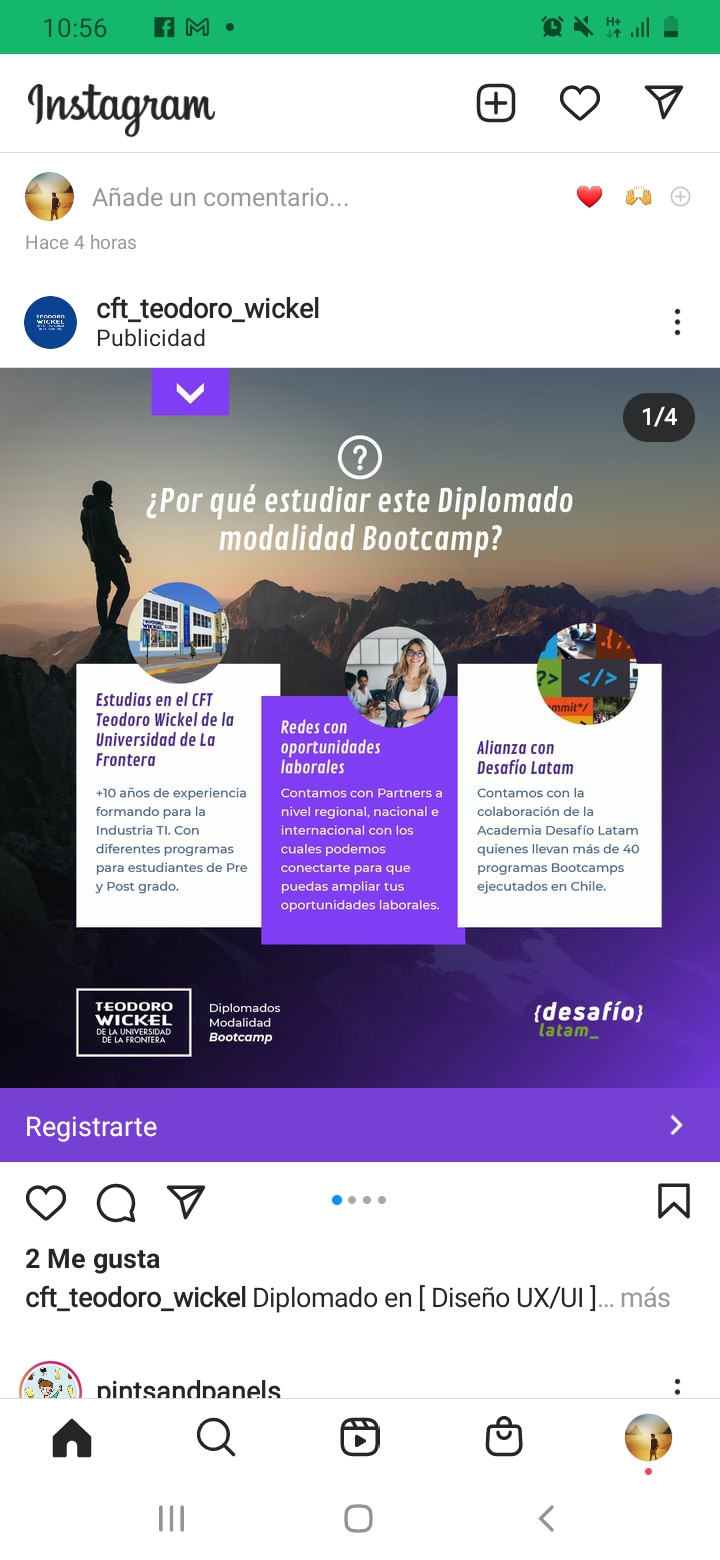 10:56
H+
Instagram
Añade un comentario...
Hace 4 horas
TEODORO
WICKEL
cft_teodoro_wickel
Publicidad
1/4
?
¿Por qué estudiar este Diplomado
modalidad Bootcamp?
Estudias en el CFT
Teodoro Wickel de la
Universidad de La
Frontera
+10 años de experiencia
formando para la
Industria TI. Con
diferentes programas
para estudiantes de Pre
y Post grado.
Redes con
oportunidades
laborales
Contamos con Partners a
nivel regional, nacional e
internacional con los
cuales podemos
conectarte para que
puedas ampliar tus
oportunidades laborales.
{;
?>
</>
mmit*/
Alianza con
Desafío Latam
Contamos con la
colaboración de la
Academia Desafío Latam
quienes llevan más de 40
programas Bootcamps
ejecutados en Chile.
TEODORO
WICKEL
DE LA UNIVERSIDAD
DE LA FRONTERA
Diplomados
Modalidad
Bootcamp
{desafío}
latam_
Registrarte
2 Me gusta
cft_teodoro_wickel Diplomado en [ Diseño UX/UI ]... más
pintsandpanels